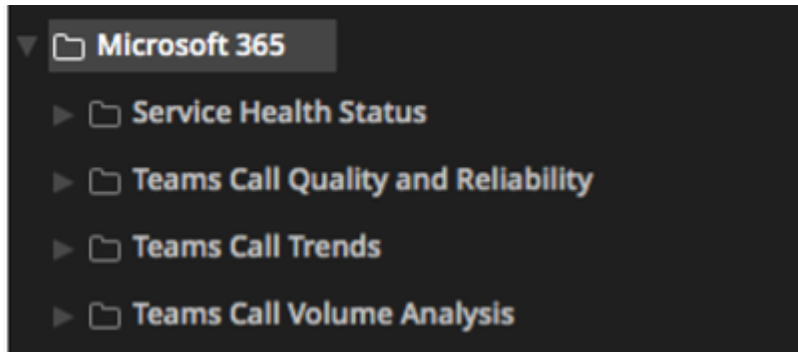 Microsoft 365
Service Health Status
Teams Call Quality and Reliability
Teams Call Trends
Teams Call Volume Analysis